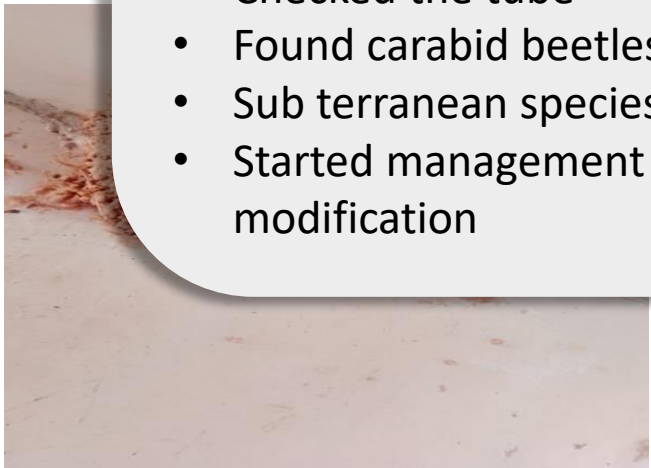 Checked the tube
• Found carabid beetles
• Sub terranean species
• Started management
modification